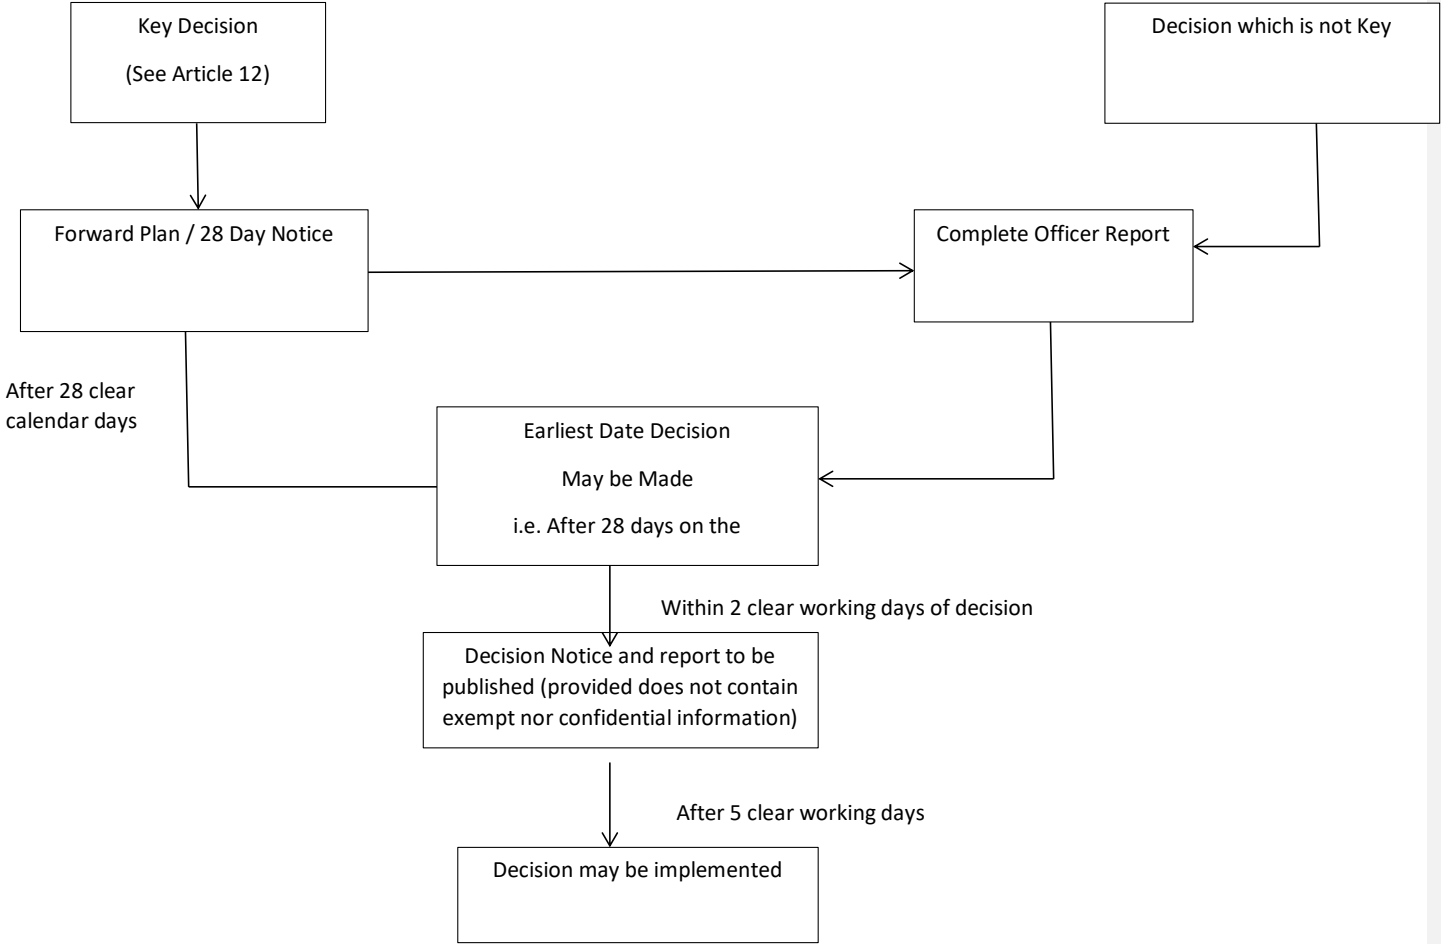 Key Decision
(See Article 12)
Decision which is not Key
Forward Plan / 28 Day Notice
Complete Officer Report
After 28 clear
calendar days
Earliest Date Decision
May be Made
i.e. After 28 days on the
Within 2 clear working days of decision
Decision Notice and report to be
published (provided does not contain
exempt nor confidential information)
After 5 clear working days
Decision may be implemented